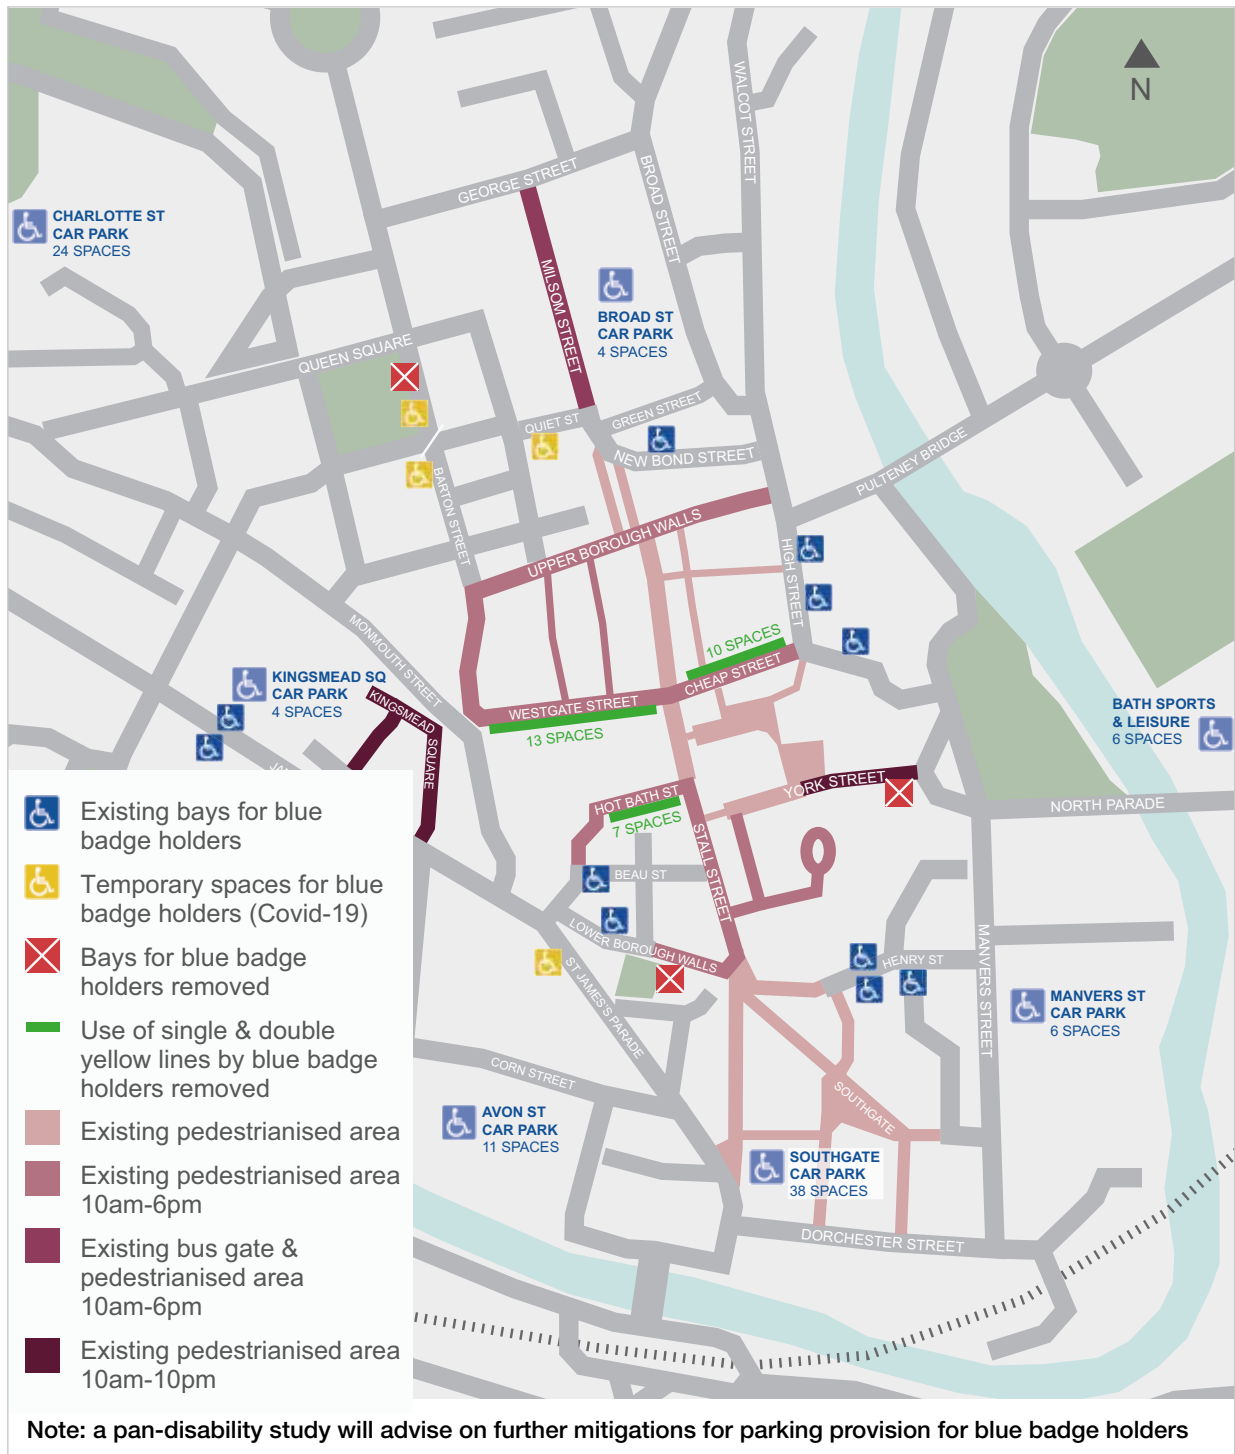 N
WALCOT STREET
GEORGE STREET
BROAD STREET
CHARLOTTE ST
CAR PARK
24 SPACES
MILSOM STREET
BROAD ST
CAR PARK
4 SPACES
QUEEN SQUARE
QUIET ST
GREEN STREET
NEW BOND STREET
PULTENEY BRIDGE
BARTON STREET
UPPER BOROUGH WALLS
HIGH STREET
MONMOUTH STREET
10 SPACES
CHEAP STREET
KINGSMEAD SQ
CAR PARK
4 SPACES
KINGSMEAD
SQUARE
WESTGATE STREET
13 SPACES
BATH SPORTS
& LEISURE
6 SPACES
JA
YORK STREET
HOT BATH ST
7 SPACES
NORTH PARADE
STALL STREET
BEAU ST
LOWER BOROUGH WALLS
ST JAMES'S PARADE
HENRY ST
MANVERS STREET
MANVERS ST
CAR PARK
6 SPACES
CORN STREET
SOUTHGATE
AVON ST
CAR PARK
11 SPACES
SOUTHGATE
CAR PARK
38 SPACES
DORCHESTER STREET
Existing bays for blue
badge holders
Temporary spaces for blue
badge holders (Covid-19)
Bays for blue badge
holders removed
Use of single & double
yellow lines by blue badge
holders removed
Existing pedestrianised area
Existing pedestrianised area
10am-6pm
Existing bus gate &
pedestrianised area
10am-6pm
Existing pedestrianised area
10am-10pm
Note: a pan-disability study will advise on further mitigations for parking provision for blue badge holders